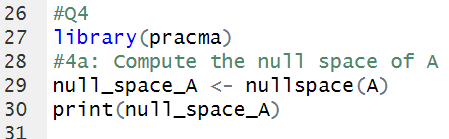 26 #Q4
27 library(pracma)
28 #4a: Compute the null space of A
29 null_space_A <- nullspace(A)
30 print(null_space_A)
31